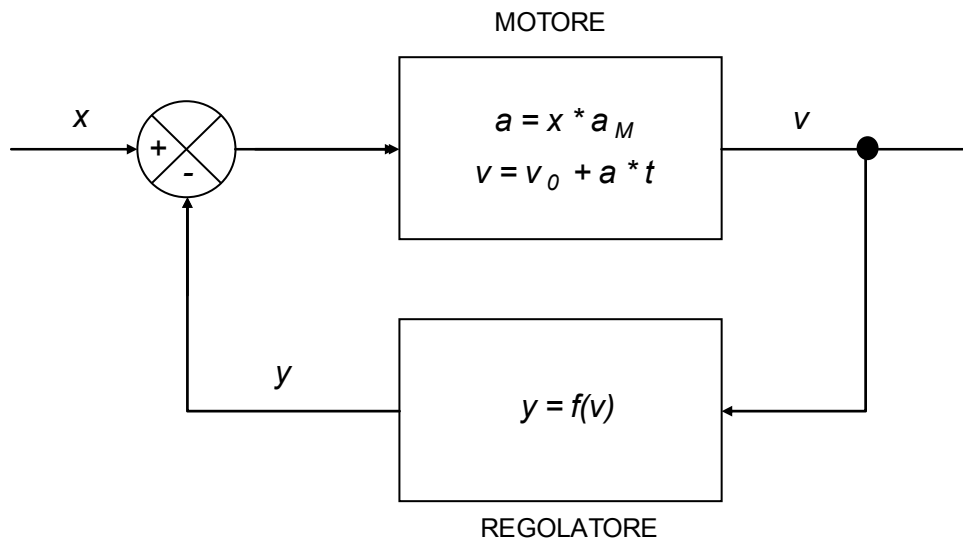 MOTORE
x
+
-
a = x * a_M
v = v_0 + a * t
v
y
y = f(v)
REGOLATORE